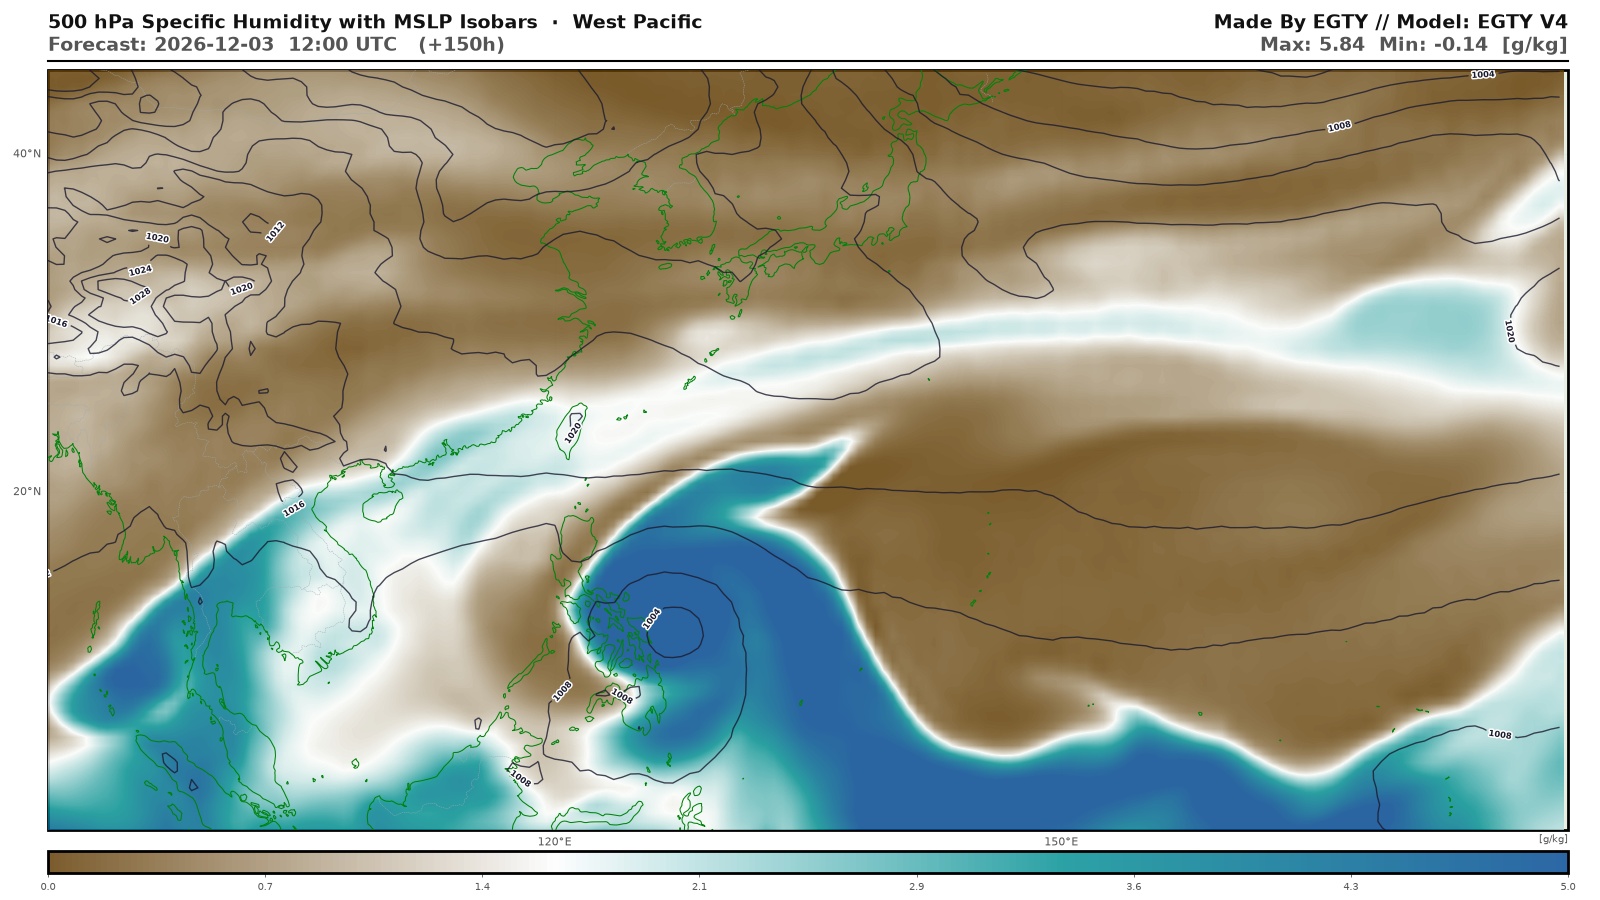 500 hPa Specific Humidity with MSLP Isobars · West Pacific
Made By EGTY // Model: EGTY V4
Forecast: 2026-12-03 12:00 UTC (+150h)
Max: 5.84 Min: -0.14 [g/kg]
1004
1008
40°N
1012
1020
1024
1020
1028
1016
1020
1020
20°N
1016
1004
1008
1008
1008
1008
120°E
150°E
[g/kg]
0.0 0.7 1.4 2.1 2.9 3.6 4.3 5.0